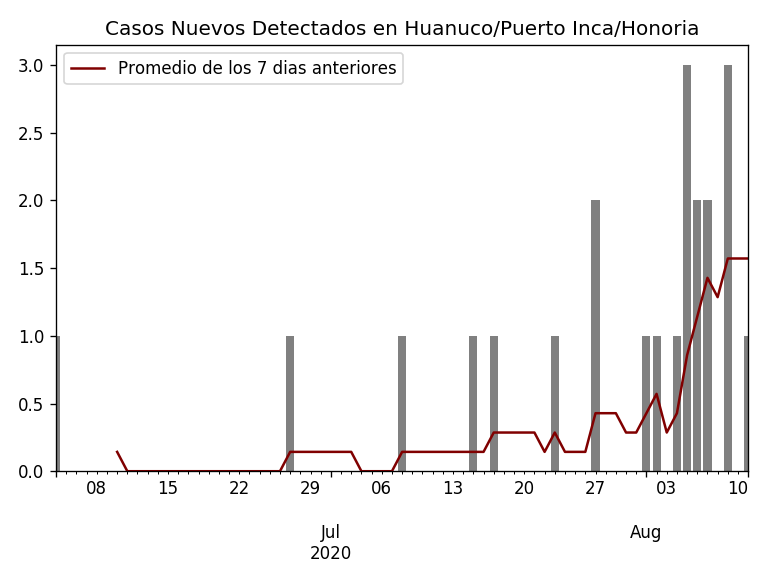 Casos Nuevos Detectados en Huanuco/Puerto Inca/Honoria
Promedio de los 7 dias anteriores
3.0
2.5
2.0
1.5
1.0
0.5
0.0
08 15 22 29 06 13 20 27 03 10
Jul Aug
2020